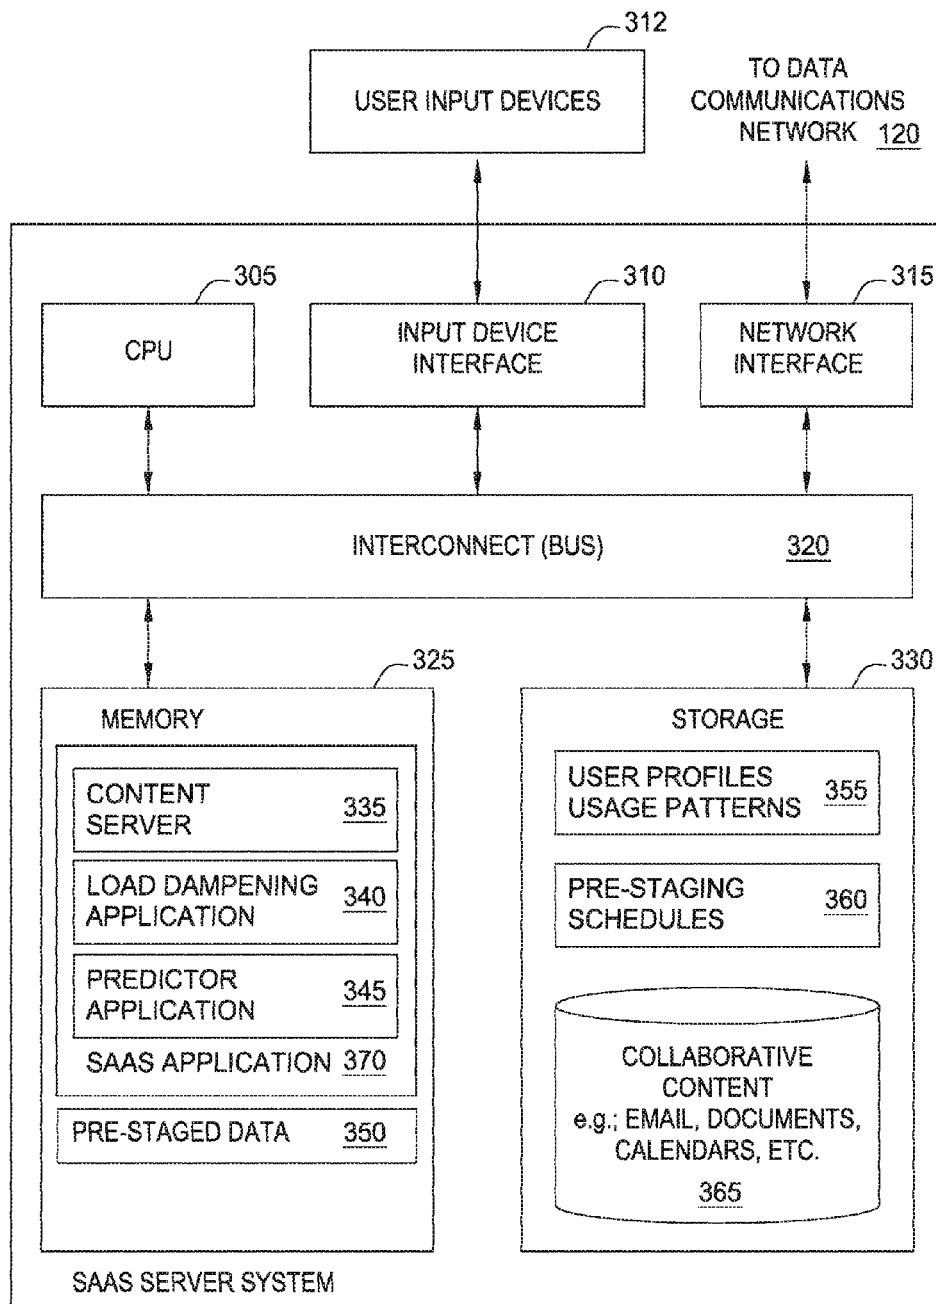 312
USER INPUT DEVICES
TO DATA
COMMUNICATIONS
NETWORK 120
305
CPU
310
INPUT DEVICE
INTERFACE
315
NETWORK
INTERFACE
INTERCONNECT (BUS) 320
325
MEMORY
CONTENT
SERVER 335
LOAD DAMPENING
APPLICATION 340
PREDICTOR
APPLICATION 345
SAAS APPLICATION 370
PRE-STAGED DATA 350
330
STORAGE
USER PROFILES
USAGE PATTERNS 355
PRE-STAGING
SCHEDULES 360
COLLABORATIVE
CONTENT
e.g.; EMAIL, DOCUMENTS,
CALENDARS, ETC.
365
SAAS SERVER SYSTEM